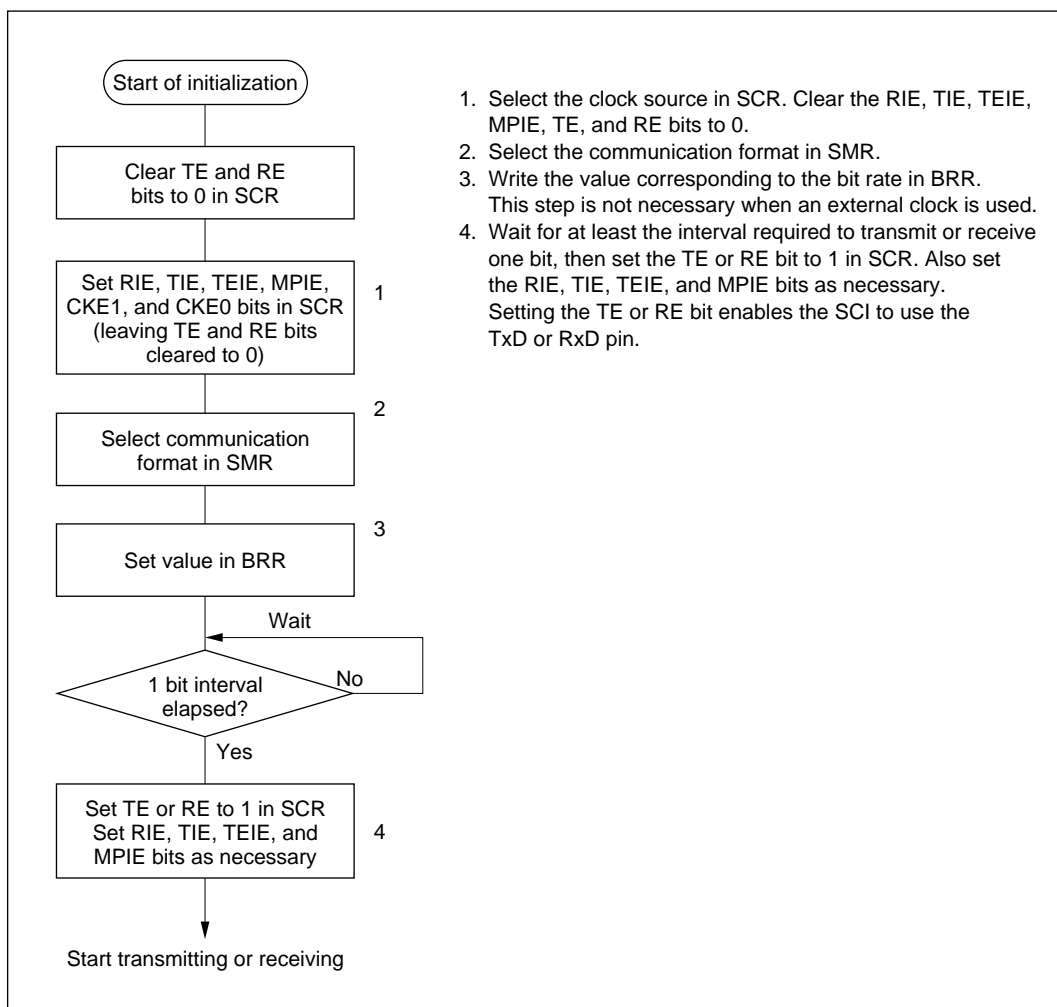 Start of initialization
Clear TE and RE
bits to 0 in SCR
Set RIE, TIE, TEIE, MPIE,
CKE1, and CKE0 bits in SCR
(leaving TE and RE bits
cleared to 0)
1
2
Select communication
format in SMR
3
Set value in BRR
Wait
1 bit interval
elapsed?
No
Yes
Set TE or RE to 1 in SCR
Set RIE, TIE, TEIE, and
MPIE bits as necessary
4
Start transmitting or receiving
1. Select the clock source in SCR. Clear the RIE, TIE, TEIE,
MPIE, TE, and RE bits to 0.
2. Select the communication format in SMR.
3. Write the value corresponding to the bit rate in BRR.
This step is not necessary when an external clock is used.
4. Wait for at least the interval required to transmit or receive
one bit, then set the TE or RE bit to 1 in SCR. Also set
the RIE, TIE, TEIE, and MPIE bits as necessary.
Setting the TE or RE bit enables the SCI to use the
TxD or RxD pin.